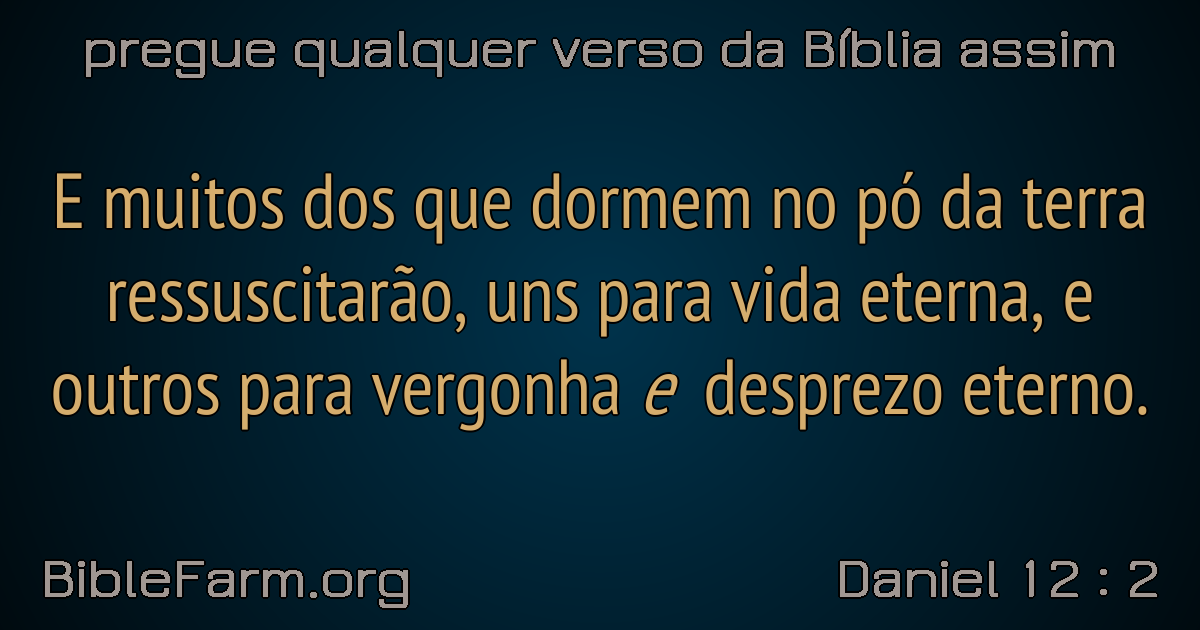 pregue qualquer verso da Bíblia assim
E muitos dos que dormem no pó da terra
ressuscitarão, uns para vida eterna, e
outros para vergonha e desprezo eterno.
BibleFarm.org
Daniel 12 : 2